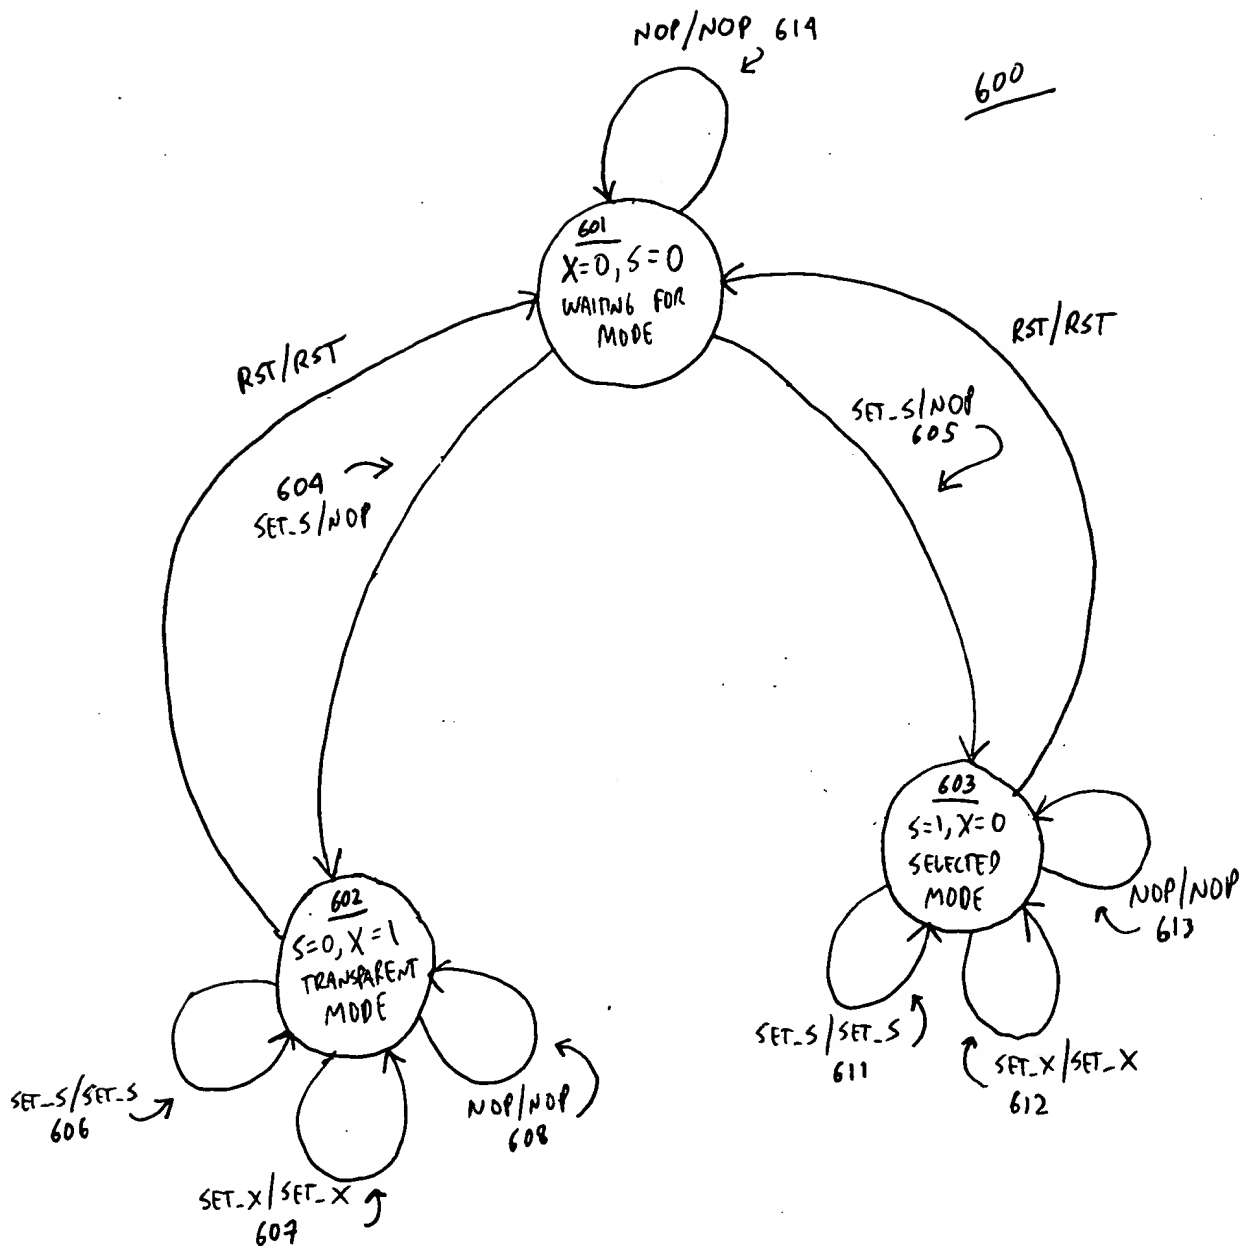 NOP/NOP 614
600
601
X=0, S=0
WAITING FOR
MODE
RST/RST
RST/RST
SET_S/NOP
605
604
SET_S/NOP
603
S=1, X=0
SELECTED
MODE
NOP/NOP
613
602
S=0, X=1
TRANSPARENT
MODE
SET_S/SET_S
611
SET_X/SET_X
612
SET_S/SET_S
606
NOP/NOP
608
SET_X/SET_X
607